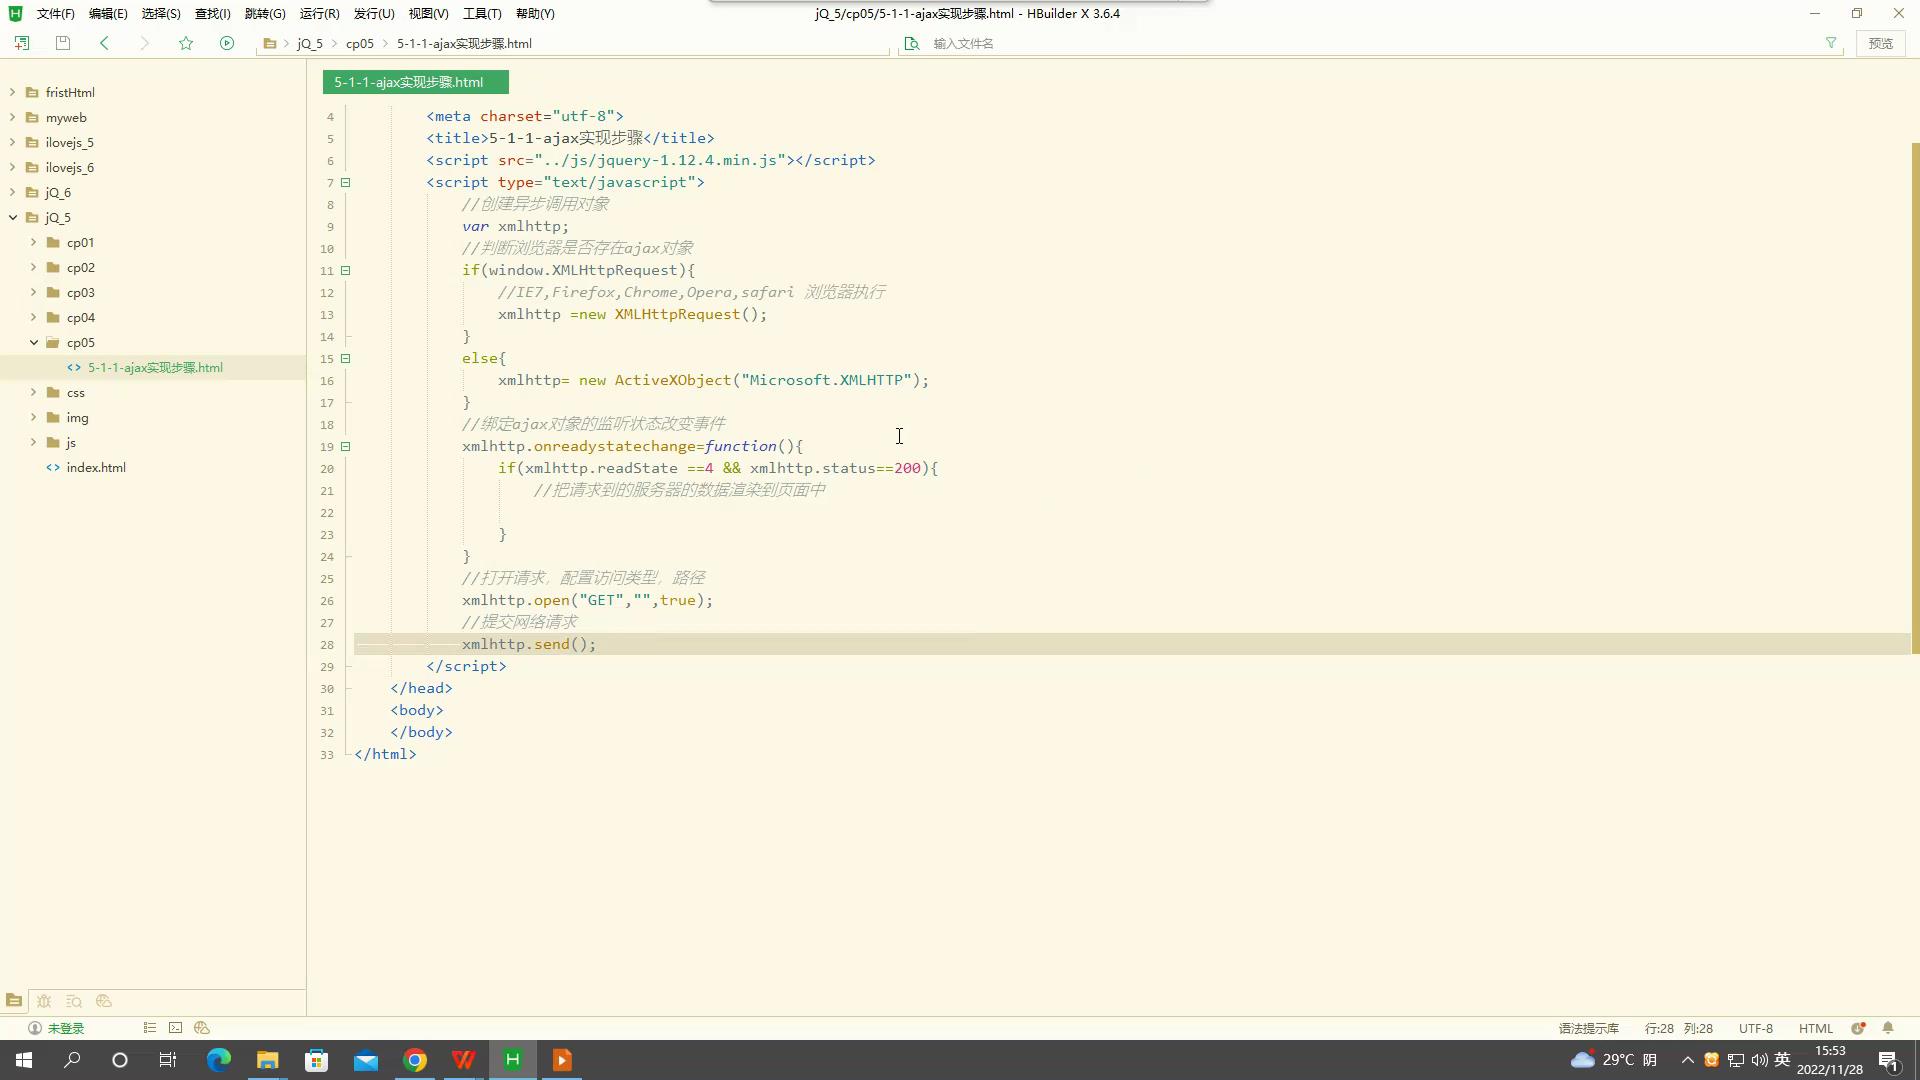 文件(F) 编辑(E) 选择(S) 查找(I) 跳转(G) 运行(R) 发行(U) 视图(V) 工具(T) 帮助(Y)
jQ_5/cp05/5-1-1-ajax实现步骤.html - HBuilder X 3.6.4
jQ_5 cp05 5-1-1-ajax实现步骤.html
输入文件名
预览
fristHtml
myweb
ilovejs_5
ilovejs_6
jQ_6
jQ_5
cp01
cp02
cp03
cp04
cp05
5-1-1-ajax实现步骤.html
css
img
js
index.html
5-1-1-ajax实现步骤.html
4 <meta charset="utf-8">
5 <title>5-1-1-ajax实现步骤</title>
6 <script src="../js/jquery-1.12.4.min.js"></script>
7 <script type="text/javascript">
8 //创建异步调用对象
9 var xmlhttp;
10 //判断浏览器是否存在ajax对象
11 if(window.XMLHttpRequest){
12 //IE7,Firefox,Chrome,Opera,safari 浏览器执行
13 xmlhttp =new XMLHttpRequest();
14 }
15 else{
16 xmlhttp= new ActiveXObject("Microsoft.XMLHTTP");
17 }
18 //绑定ajax对象的监听状态改变事件
19 xmlhttp.onreadystatechange=function(){
20 if(xmlhttp.readState ==4 && xmlhttp.status==200){
21 //把请求到的服务器的数据渲染到页面中
22
23 }
24 }
25 //打开请求，配置访问类型，路径
26 xmlhttp.open("GET","",true);
27 //提交网络请求
28 xmlhttp.send();
29 </script>
30 </head>
31 <body>
32 </body>
33 </html>
未登录
语法提示库 行:28 列:28 UTF-8 HTML
29°C 阴
英
15:53
2022/11/28
1